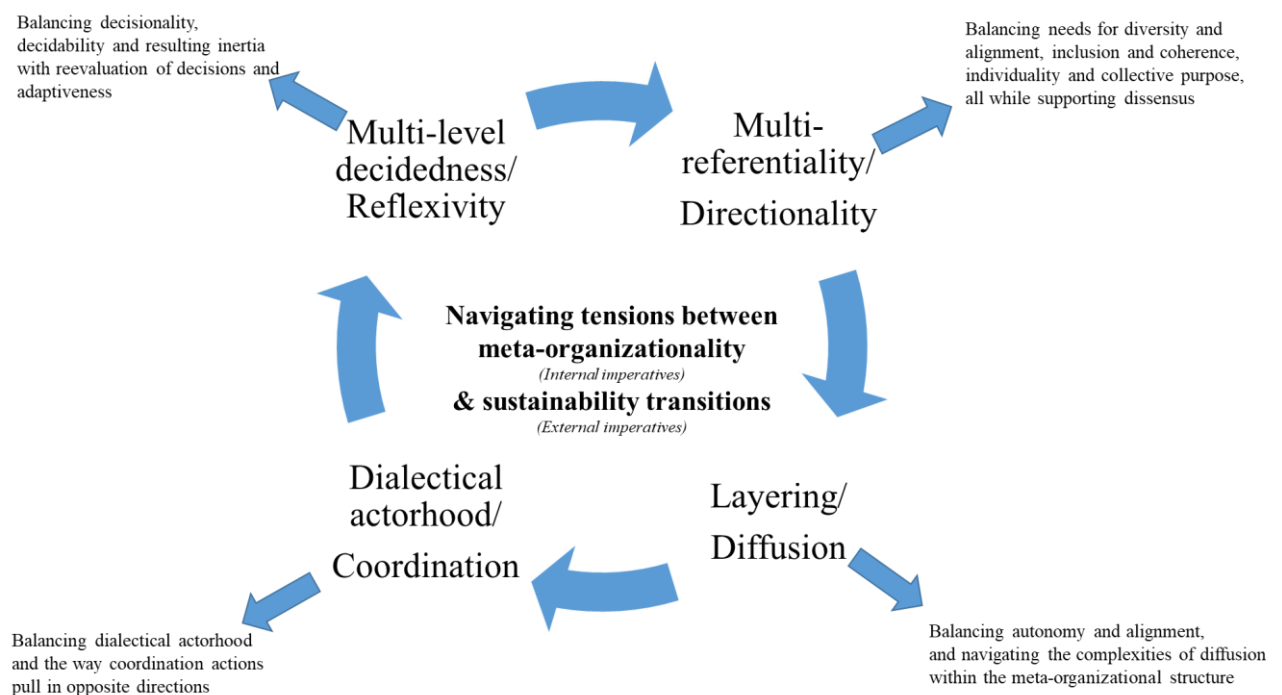 Balancing decisionality,
decidability and resulting inertia
with reevaluation of decisions and
adaptiveness
Balancing needs for diversity and
alignment, inclusion and coherence,
individuality and collective purpose,
all while supporting dissensus
Multi-level
decidedness/
Reflexivity
Multi-
referentiality/
Directionality
Navigating tensions between
meta-organizationality
(Internal imperatives)
& sustainability transitions
(External imperatives)
Dialectical
actorhood/
Coordination
Layering/
Diffusion
Balancing dialectical actorhood
and the way coordination actions
pull in opposite directions
Balancing autonomy and alignment,
and navigating the complexities of diffusion
within the meta-organizational structure